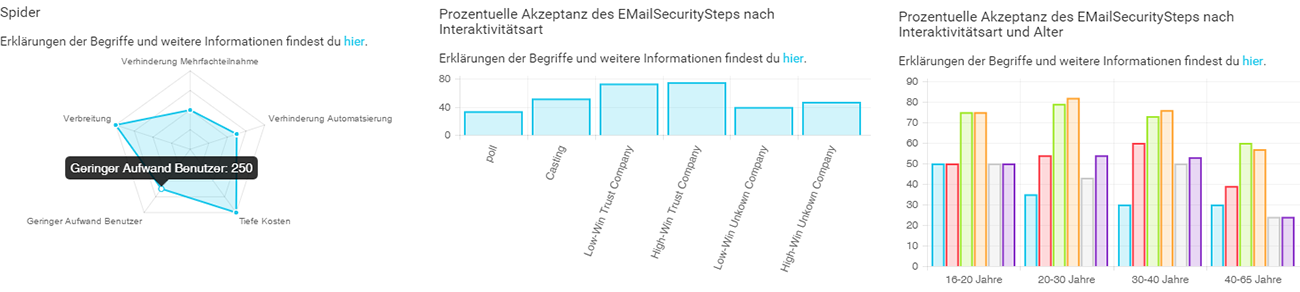 Spider
Erklärungen der Begriffe und weitere Informationen findest du hier.
Verhinderung Mehrfachteilnahme
Verbreitung
Verhinderung Automatisierung
Geringer Aufwand Benutzer: 250
Geringer Aufwand Benutzer
Tiefe Kosten
Prozentuelle Akzeptanz des EMailSecuritySteps nach
Interaktivitätsart
Erklärungen der Begriffe und weitere Informationen findest du hier.
80
40
0
poll
Casting
Low-Win Trust Company
High-Win Trust Company
Low-Win Unkown Company
High-Win Unkown Company
Prozentuelle Akzeptanz des EMailSecuritySteps nach
Interaktivitätsart und Alter
Erklärungen der Begriffe und weitere Informationen findest du hier.
90
80
70
60
50
40
30
20
10
0
16-20 Jahre
20-30 Jahre
30-40 Jahre
40-65 Jahre